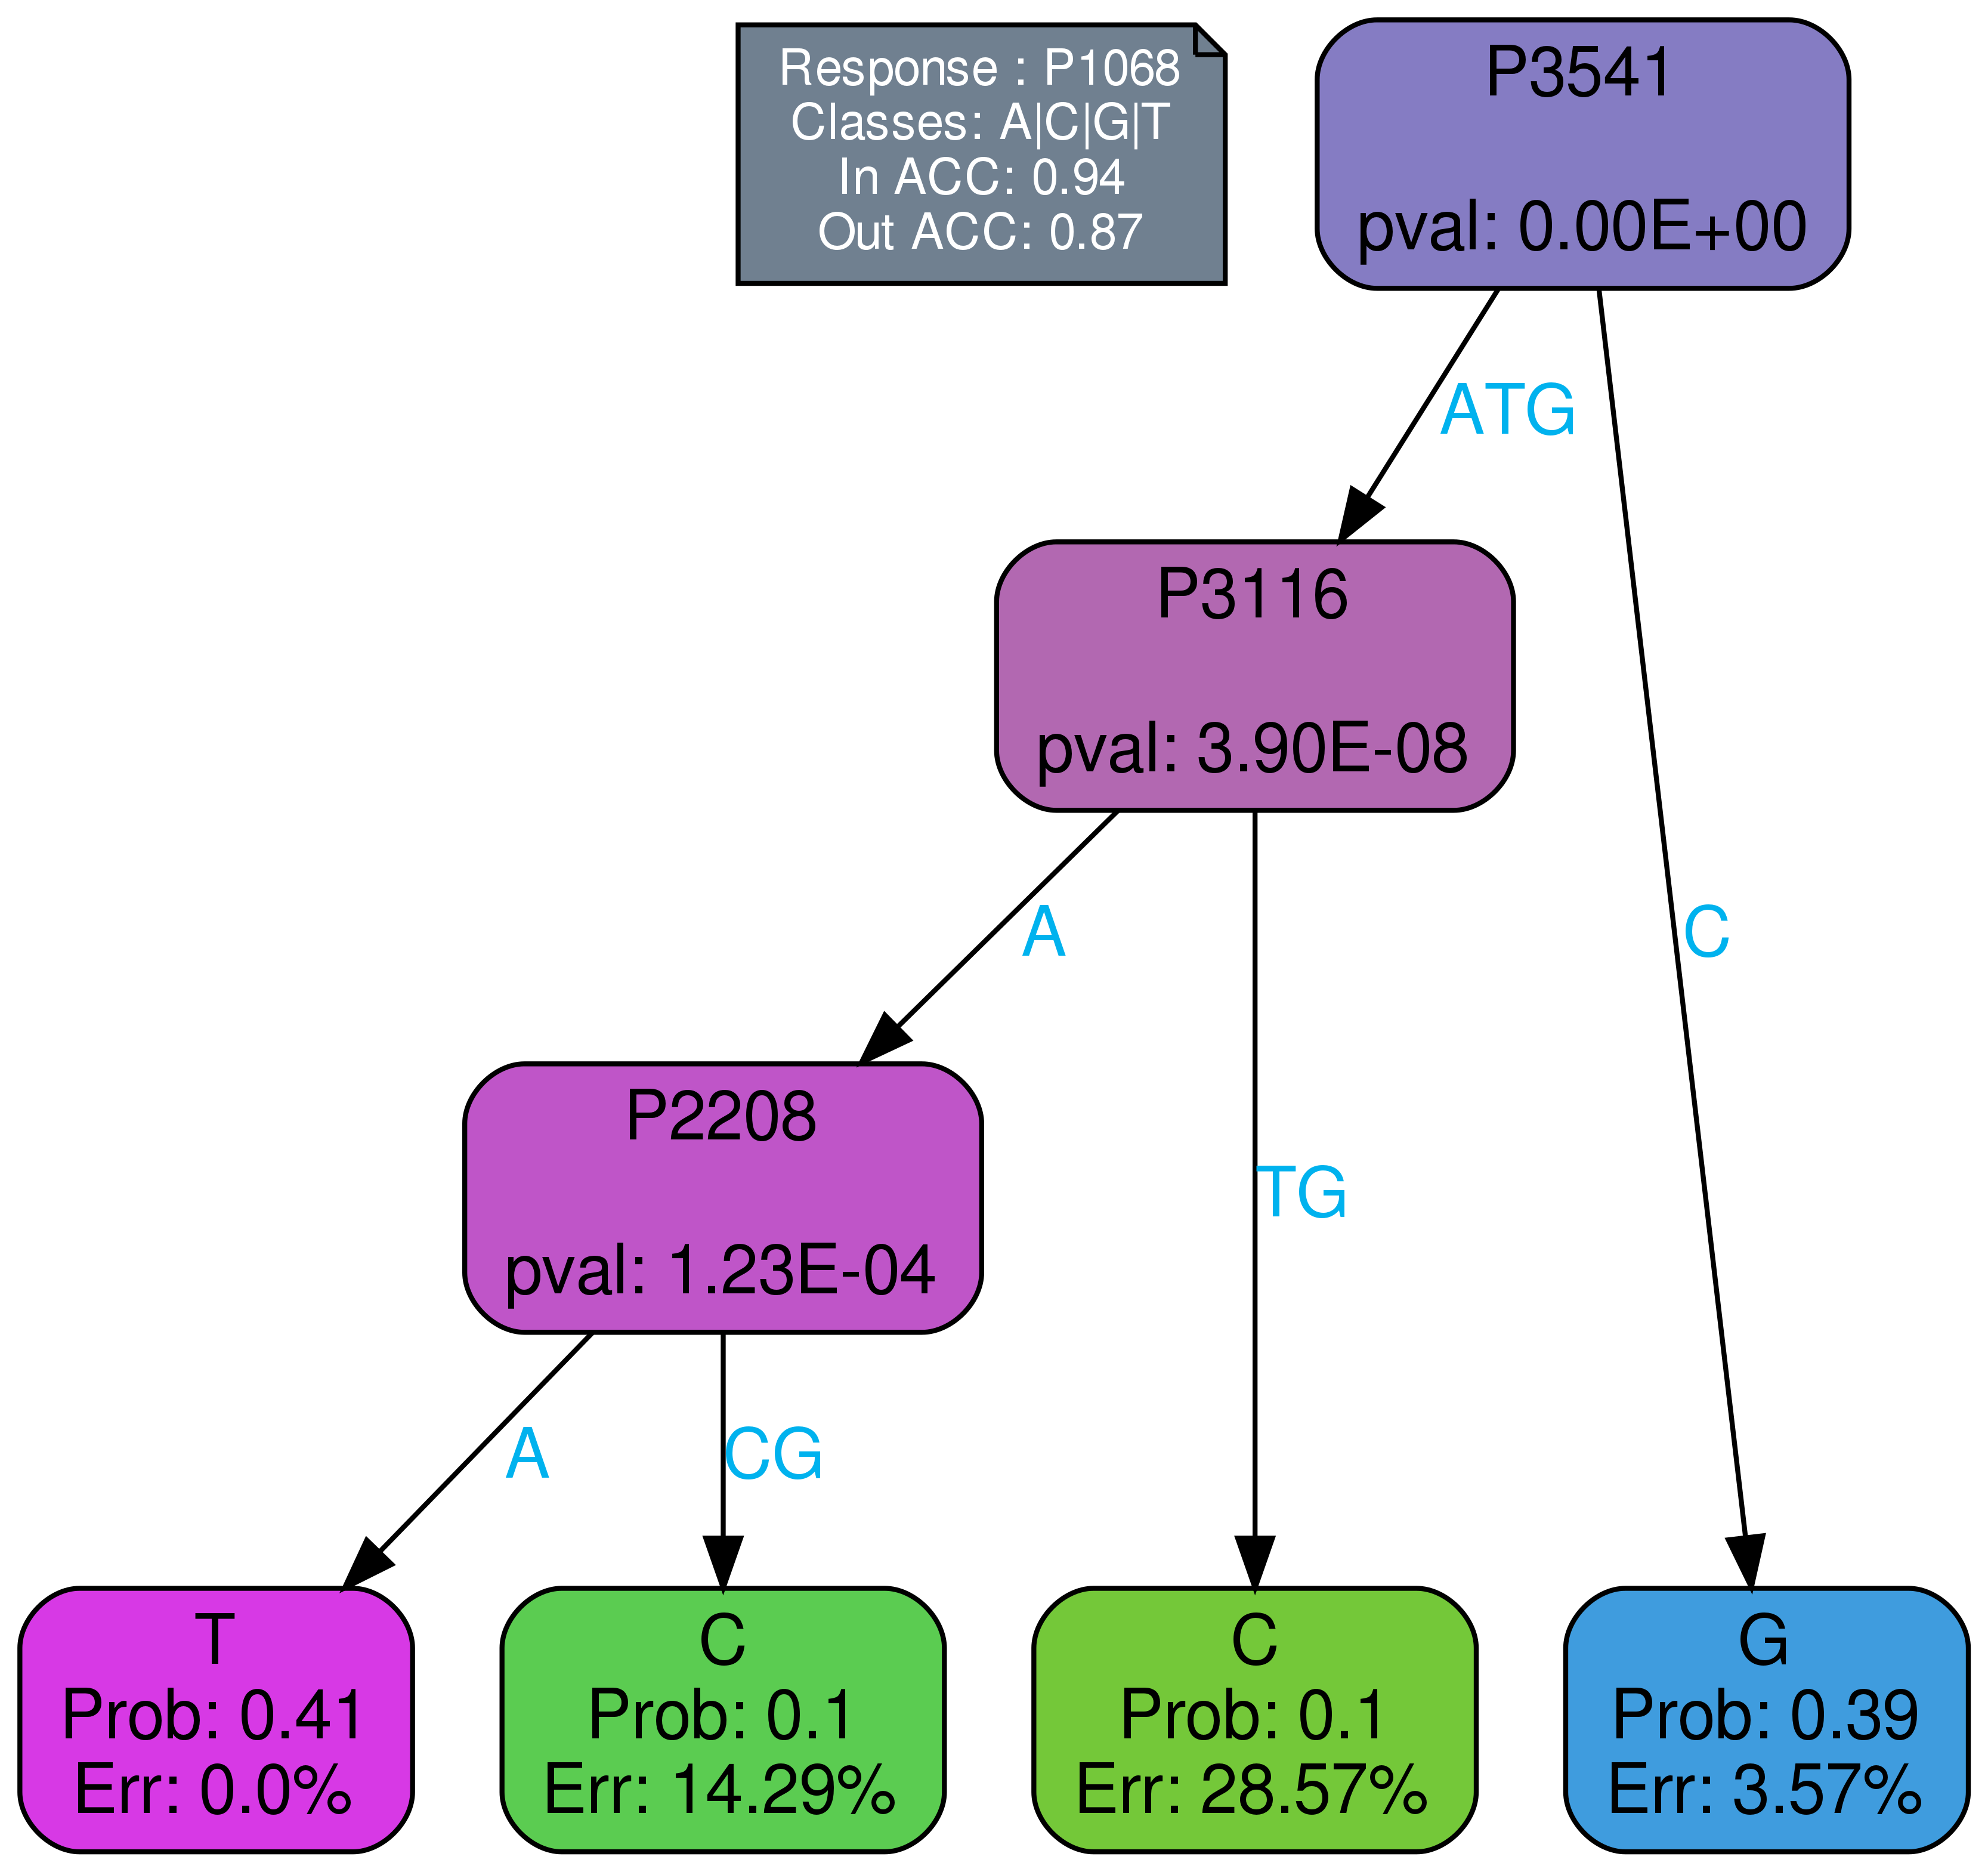 Response : P1068
Classes: A|C|G|T
In ACC: 0.94
Out ACC: 0.87
P3541
pval: 0.00E+00
ATG
P3116
pval: 3.90E-08
A
C
P2208
pval: 1.23E-04
TG
A
CG
T
Prob: 0.41
Err: 0.0%
C
Prob: 0.1
Err: 14.29%
C
Prob: 0.1
Err: 28.57%
G
Prob: 0.39
Err: 3.57%